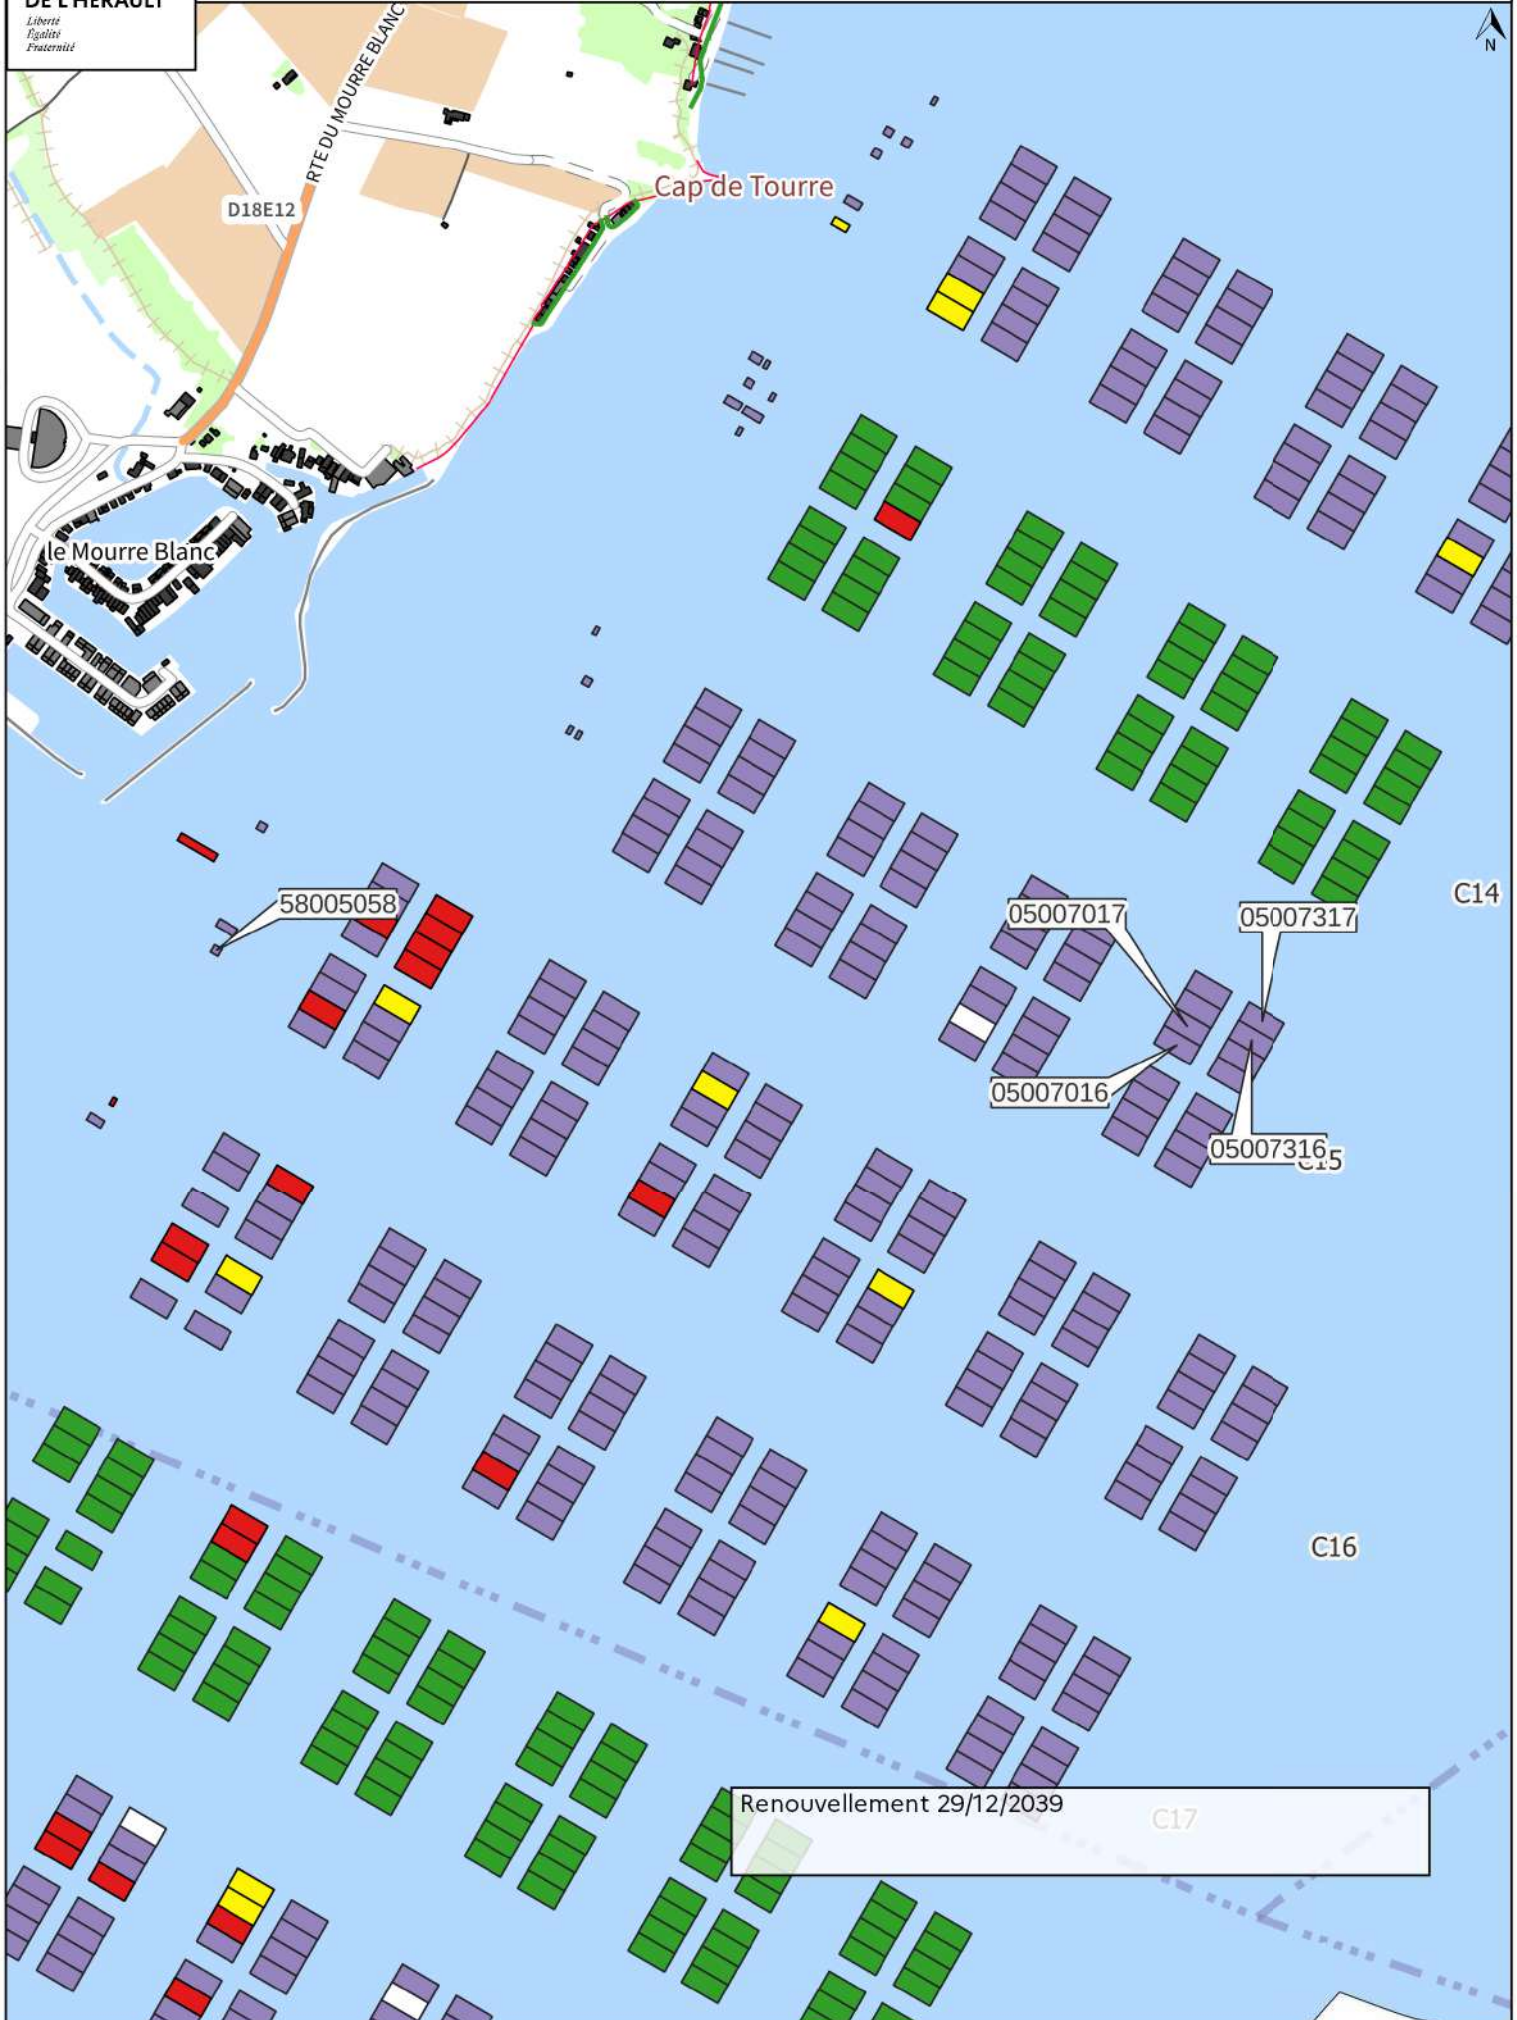 DE L'HÉRAULT
Liberté
Égalité
Fraternité
N
RTE DU MOURRE BLANC
Cap de Tourre
D18E12
le Mourre Blanc
C14
58005058
05007017
05007317
05007016
05007316
C15
C16
Renouvellement 29/12/2039
C17